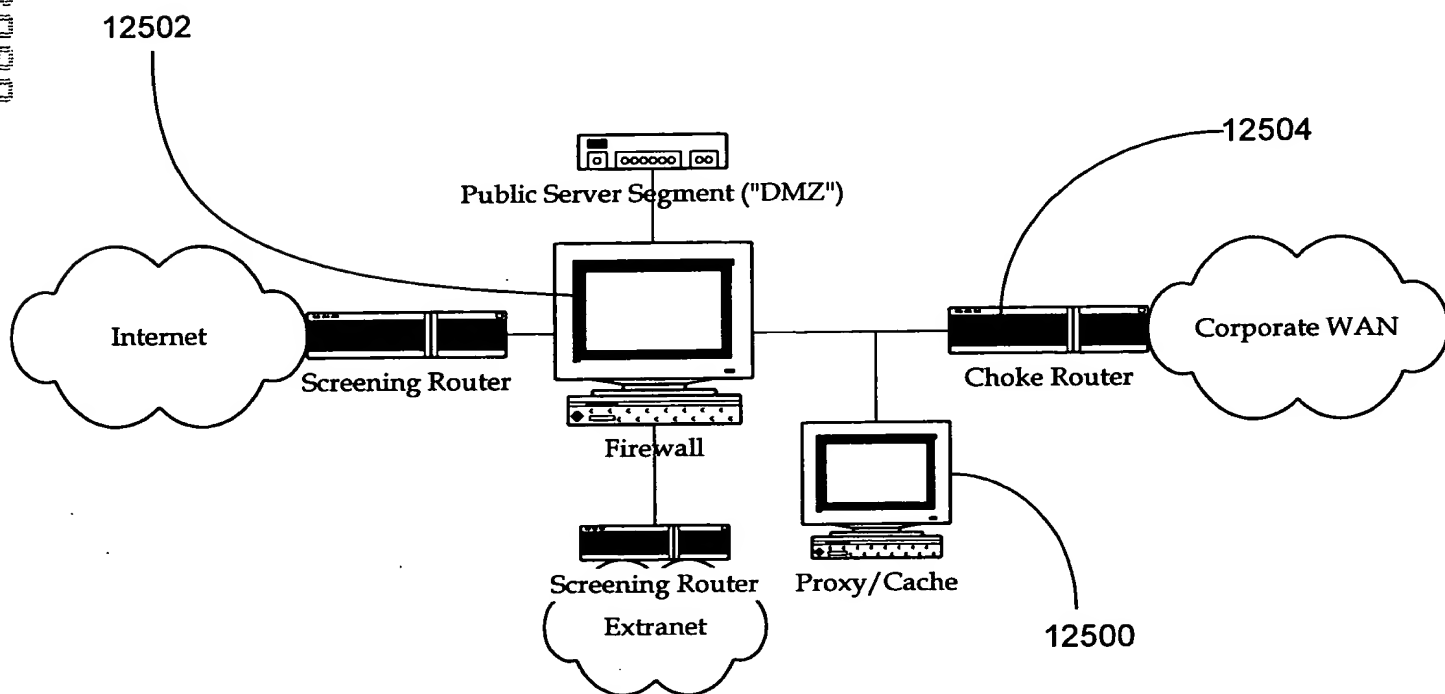 12502
12504
Public Server Segment ("DMZ")
Internet
Screening Router
Choke Router
Corporate WAN
Firewall
Screening Router
Proxy/Cache
Extranet
12500